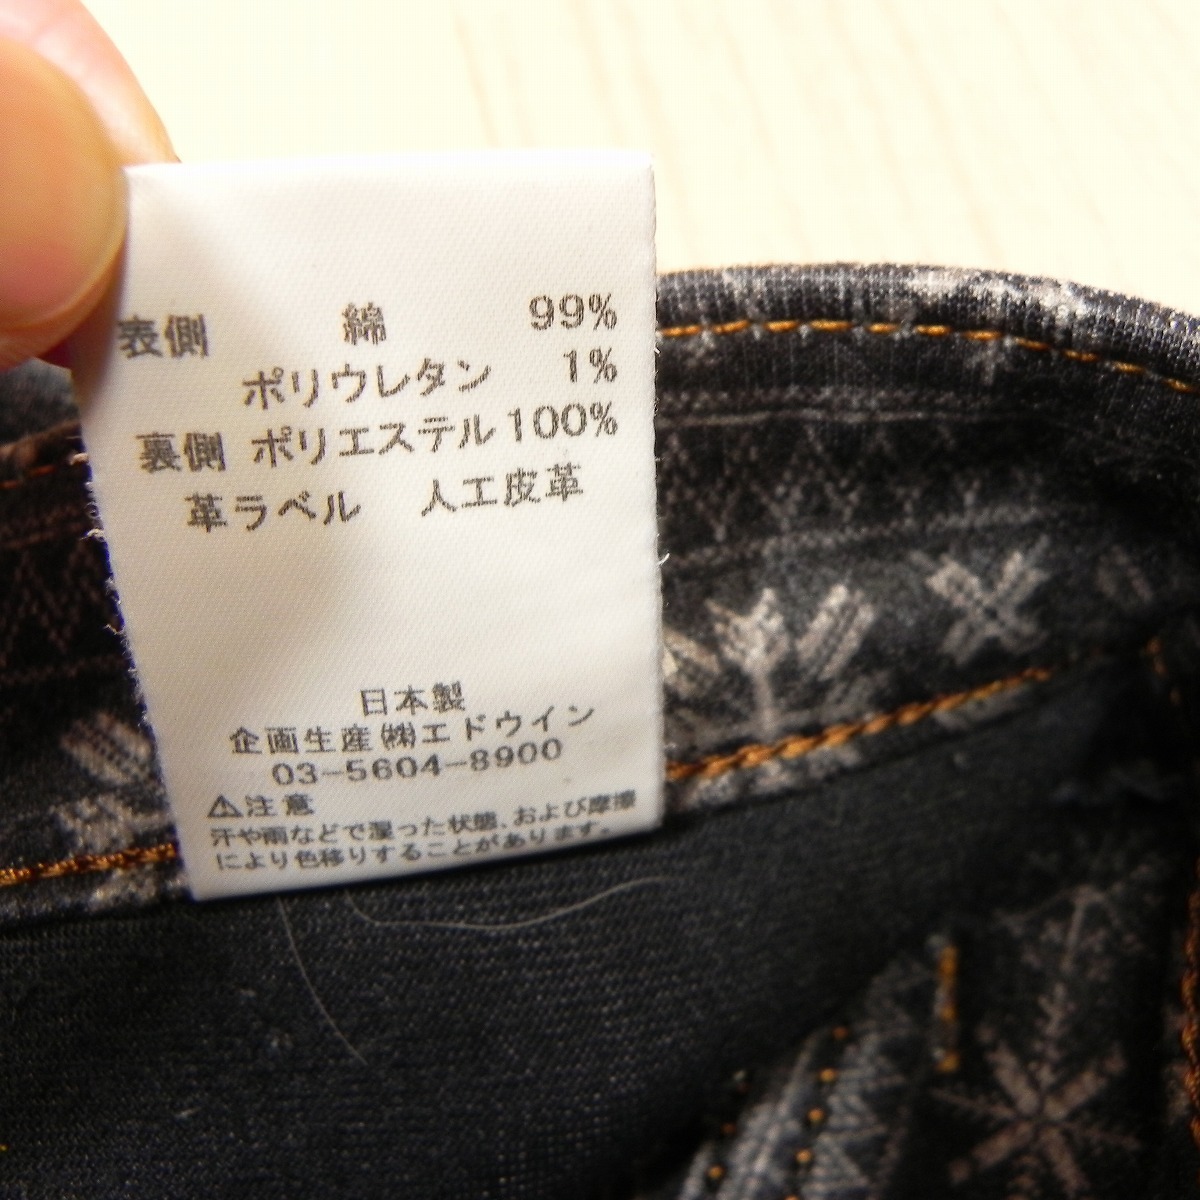 表側 綿 99%
ポリウレタン 1%
裏側 ポリエステル100%
革ラベル 人工皮革
日本製
企画生産㈱エドウイン
03-5604-8900
⚠注意
汗や雨などで湿った状態、および摩擦
により色移りすることがあります。